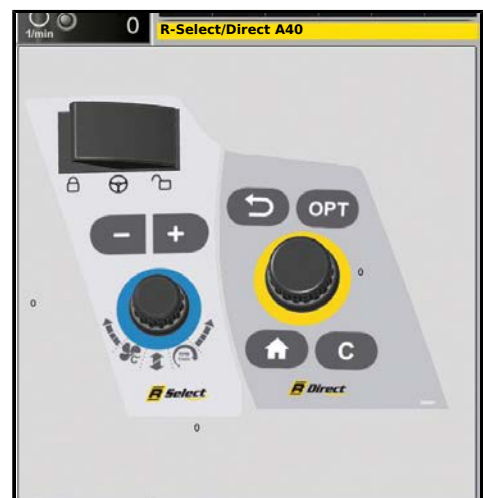 0
1/min
R-Select/Direct A40
OPT
- +
0
0
°C
C
R Select
R Direct
0